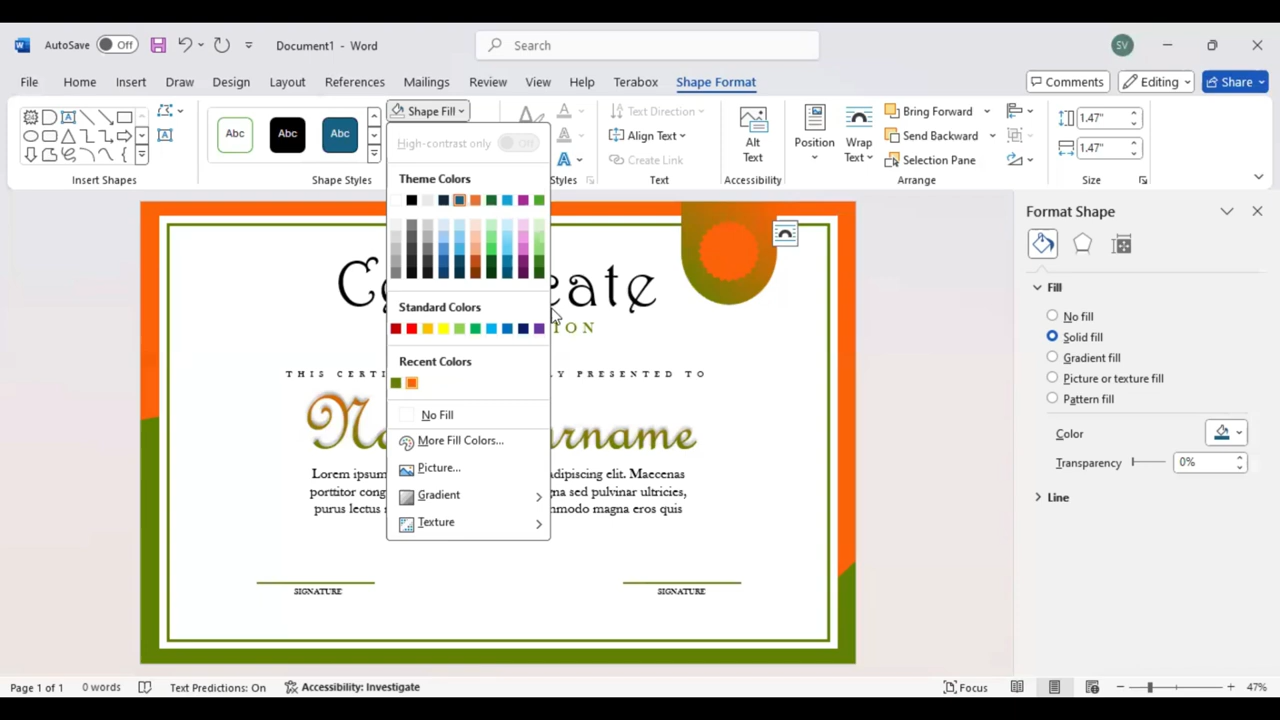 AutoSave Off Document1 - Word Search SV
File Home Insert Draw Design Layout References Mailings Review View Help Terabox Shape Format Comments Editing Share
Abc Abc Abc Shape Fill Text Direction Bring Forward 1.47"
Align Text Alt Text Position Wrap Text Send Backward 1.47"
Create Link Selection Pane
Insert Shapes Shape Styles Styles Text Accessibility Arrange Size
High-contrast only Off
Theme Colors
Standard Colors
Recent Colors
No Fill
More Fill Colors...
Picture...
Gradient
Texture
THIS PRESENTED TO
Lorem adipiscing elit. Maecenas
porttitor sed pulvinar ultricies,
purus lectus magna eros quis
SIGNATURE SIGNATURE
Format Shape
Fill
No fill
Solid fill
Gradient fill
Picture or texture fill
Pattern fill
Color
Transparency 0%
Line
Page 1 of 1 0 words Text Predictions: On Accessibility: Investigate Focus 47%